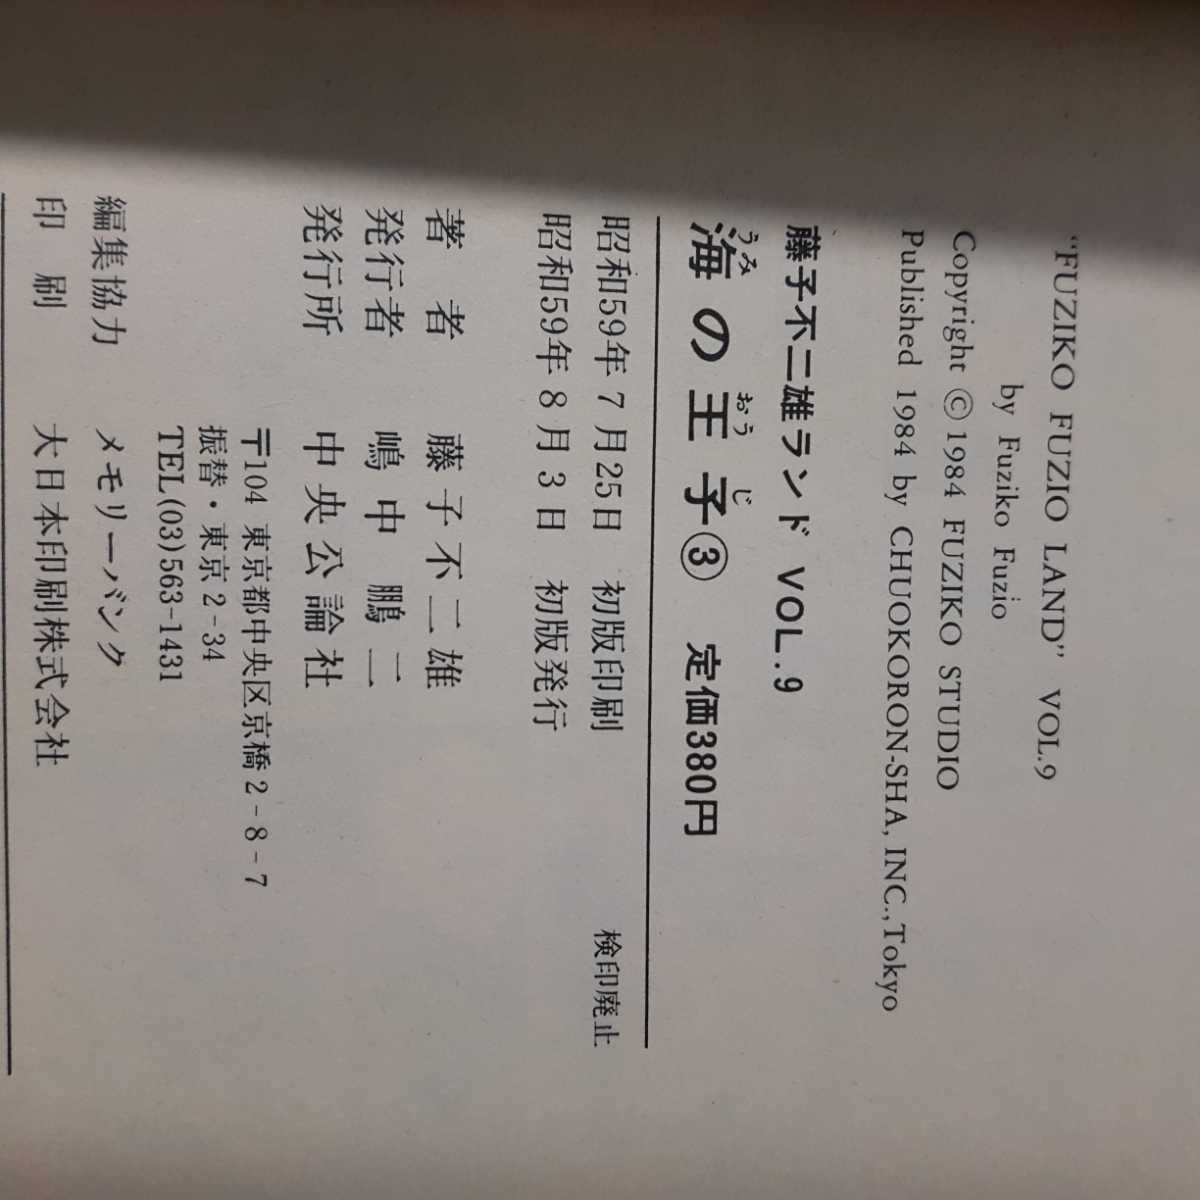 "FUZIKO FUZIO LAND" VOL.9
by Fuziko Fuzio
Copyright ©1984 FUZIKO STUDIO
Published 1984 by CHUOKORON-SHA, INC., Tokyo
藤子不二雄ランド VOL.9
うみ おう じ
海の王子③ 定価380円
昭和59年7月25日 初版印刷 検印廃止
昭和59年8月3日 初版発行
著者 藤子不二雄
発行者 嶋中鵬二
発行所 中央公論社
〒104 東京都中央区京橋2-8-7
振替・東京2-34
TEL(03)563-1431
編集協力 メモリーバンク
印刷 大日本印刷株式会社